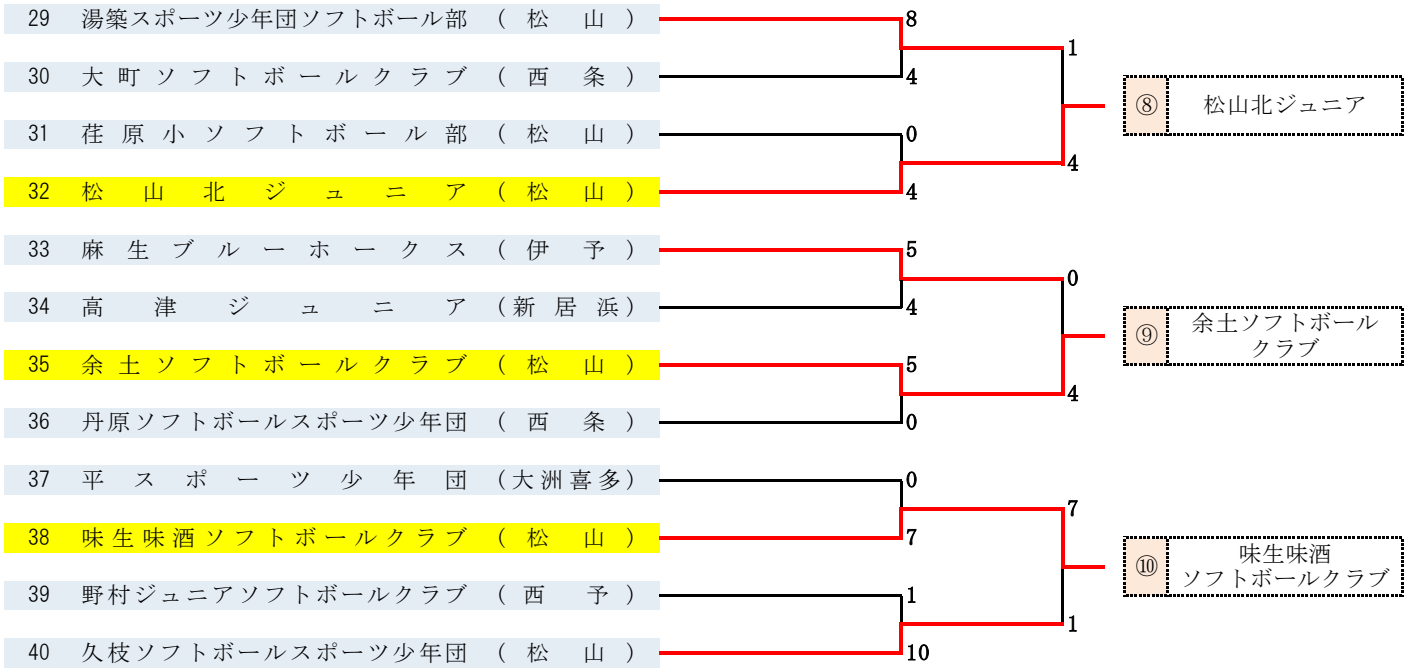 29 湯築スポーツ少年団ソフトボール部 （松山） 8
1
30 大町ソフトボールクラブ （西条） 4
⑧ 松山北ジュニア
31 荏原小ソフトボール部 （松山） 0
4
32 松山北ジュニア （松山） 4
33 麻生ブルーホークス （伊予） 5
0
34 高津ジュニア （新居浜） 4
⑨ 余土ソフトボール
クラブ
35 余土ソフトボールクラブ （松山） 5
4
36 丹原ソフトボールスポーツ少年団 （西条） 0
37 平スポーツ少年団 （大洲喜多） 0
7
38 味生味酒ソフトボールクラブ （松山） 7
⑩ 味生味酒
ソフトボールクラブ
39 野村ジュニアソフトボールクラブ （西予） 1
1
40 久枝ソフトボールスポーツ少年団 （松山） 10